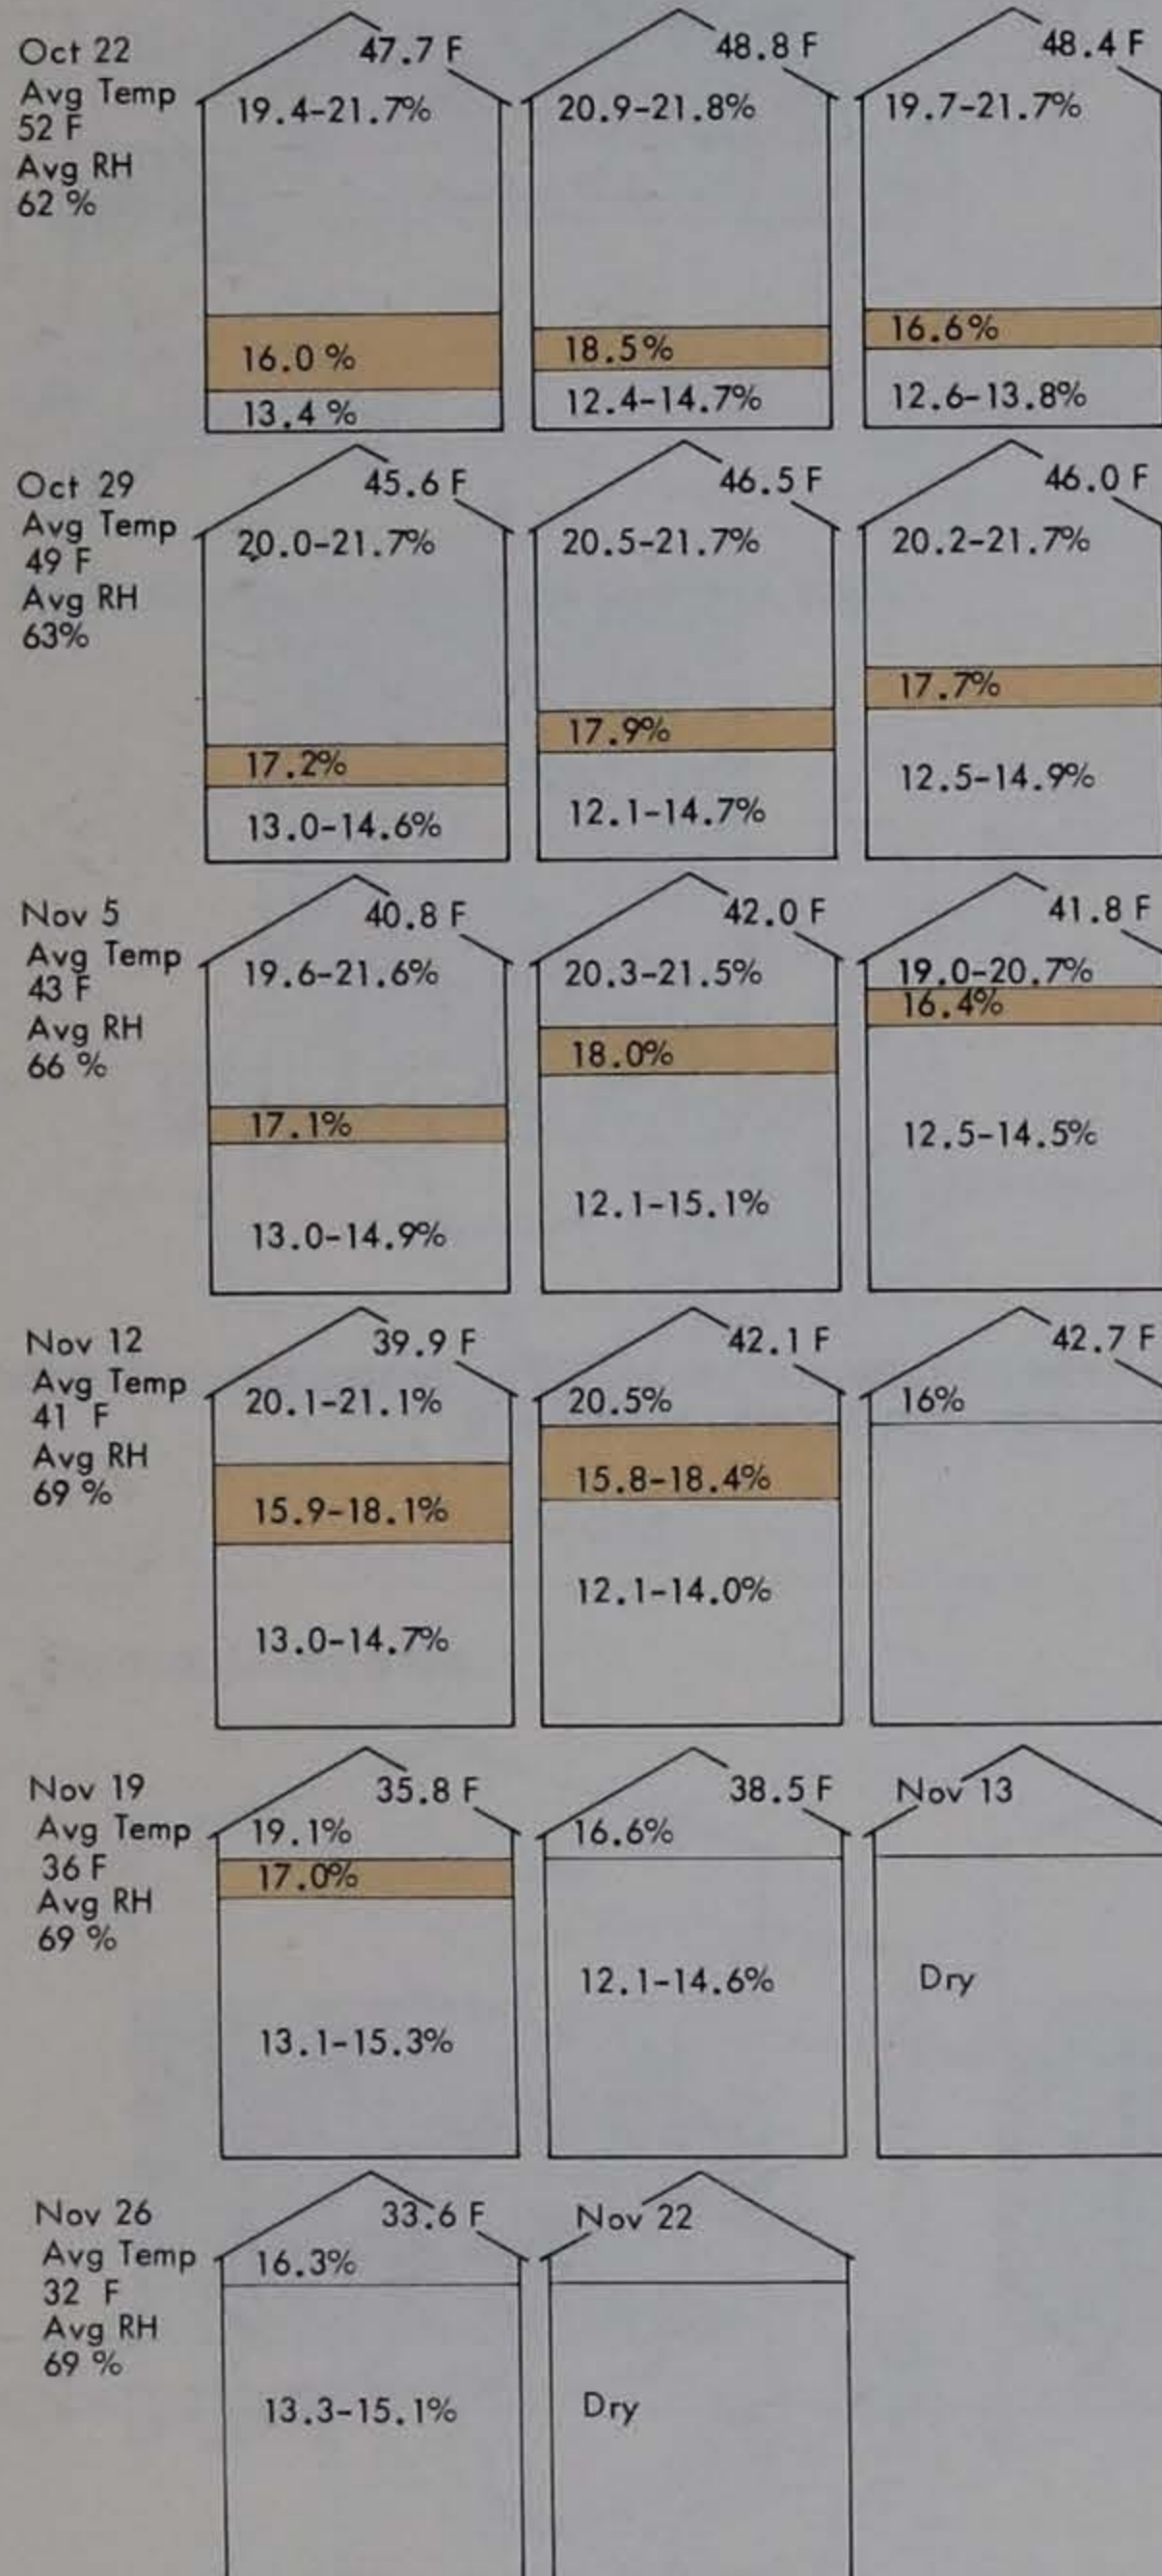 Oct 22
Avg Temp
52 F
Avg RH
62 %
47.7 F
19.4-21.7%
16.0 %
13.4 %
48.8 F
20.9-21.8%
18.5%
12.4-14.7%
48.4 F
19.7-21.7%
16.6%
12.6-13.8%
Oct 29
Avg Temp
49 F
Avg RH
63%
45.6 F
20.0-21.7%
17.2%
13.0-14.6%
46.5 F
20.5-21.7%
17.9%
12.1-14.7%
46.0 F
20.2-21.7%
17.7%
12.5-14.9%
Nov 5
Avg Temp
43 F
Avg RH
66 %
40.8 F
19.6-21.6%
17.1%
13.0-14.9%
42.0 F
20.3-21.5%
18.0%
12.1-15.1%
41.8 F
19.0-20.7%
16.4%
12.5-14.5%
Nov 12
Avg Temp
41 F
Avg RH
69 %
39.9 F
20.1-21.1%
15.9-18.1%
13.0-14.7%
42.1 F
20.5%
15.8-18.4%
12.1-14.0%
42.7 F
16%
Nov 19
Avg Temp
36 F
Avg RH
69 %
35.8 F
19.1%
17.0%
13.1-15.3%
38.5 F
16.6%
12.1-14.6%
Nov 13
Dry
Nov 26
Avg Temp
32 F
Avg RH
69 %
33.6 F
16.3%
13.3-15.1%
Nov 22
Dry